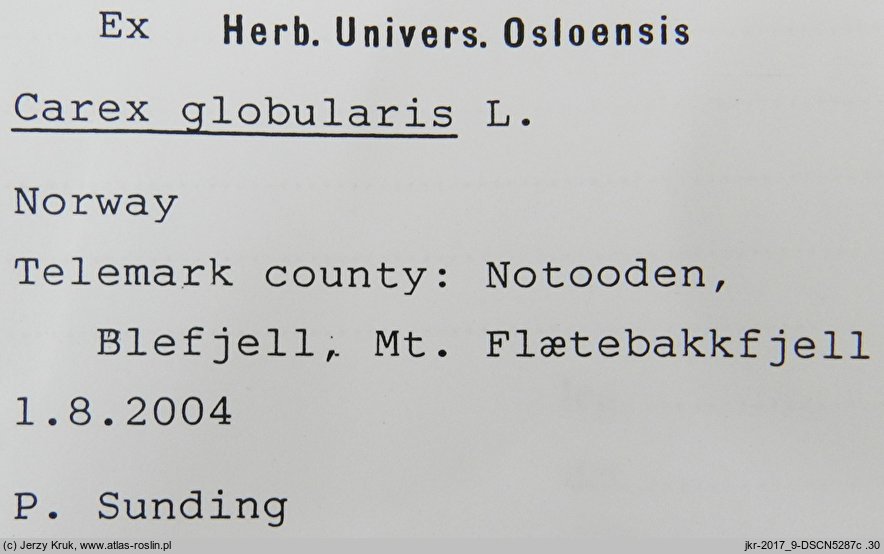 Ex Herb. Univers. Osloensis
Carex globularis L.
Norway
Telemark county: Notooden,
Blefjell, Mt. Flætebakkfjell
1.8.2004
P. Sunding
(c) Jerzy Kruk, www.atlas-roslin.pl jkr-2017_9-DSCN5287c .30